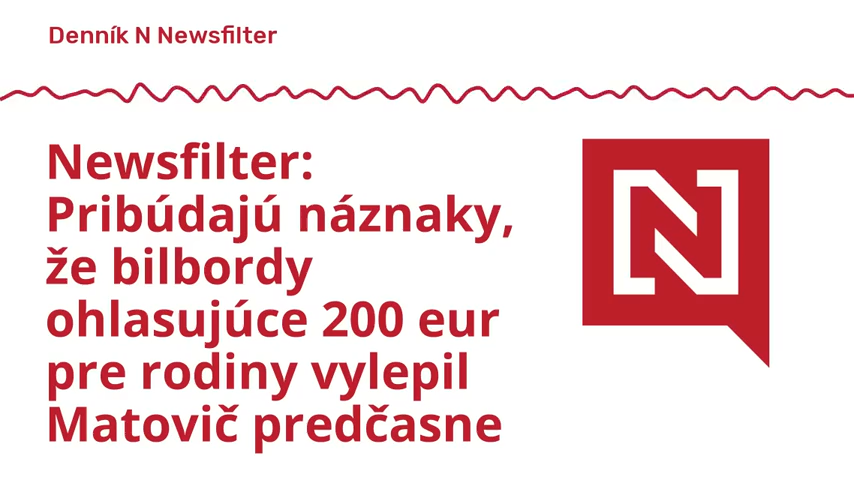 Denník N Newsfilter
Newsfilter:
Pribúdajú náznaky,
že bilbordy
ohlasujúce 200 eur
pre rodiny vylepil
Matovič predčasne
N